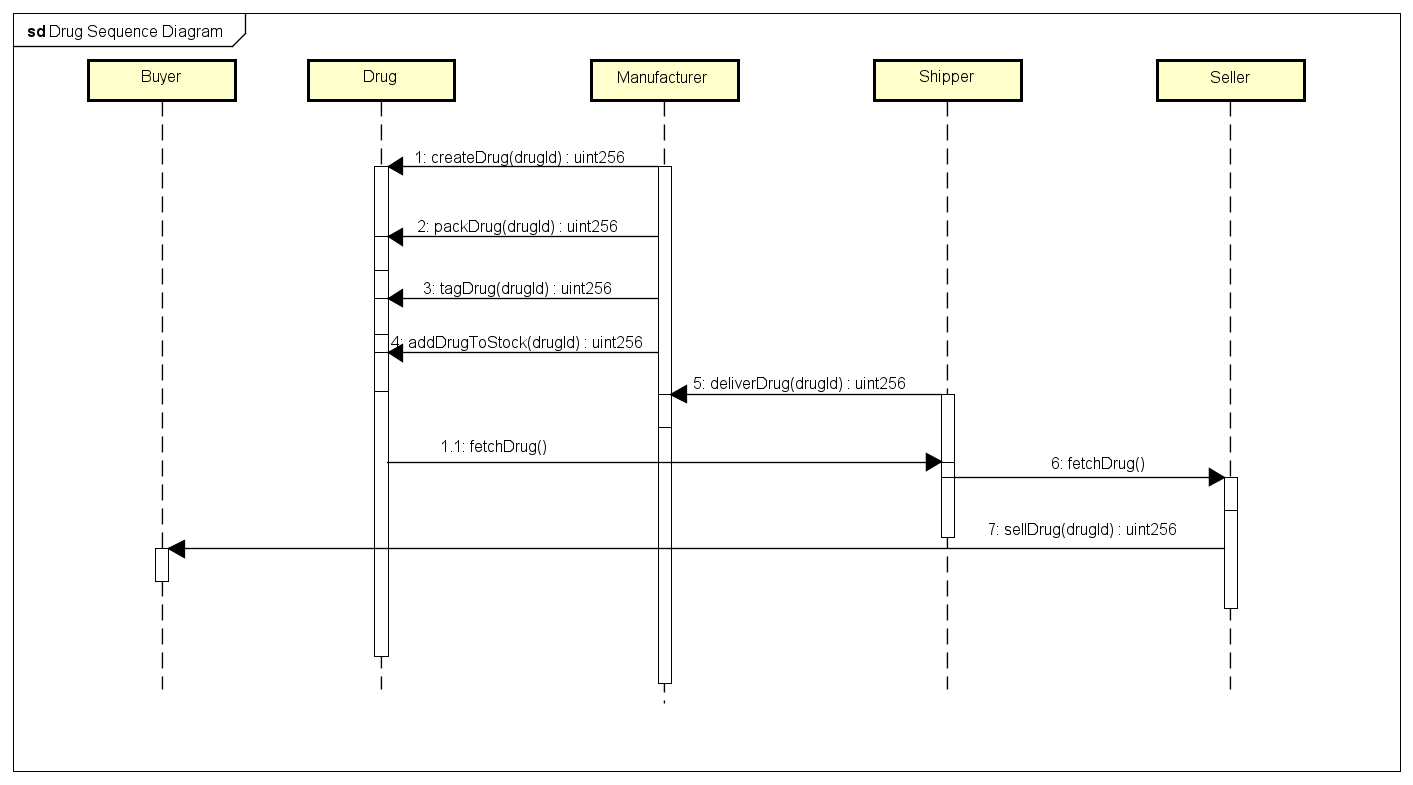 sd Drug Sequence Diagram
Buyer
Drug
Manufacturer
Shipper
Seller
1: createDrug(drugId) : uint256
2: packDrug(drugId) : uint256
3: tagDrug(drugId) : uint256
4: addDrugToStock(drugId) : uint256
5: deliverDrug(drugId) : uint256
1.1: fetchDrug()
6: fetchDrug()
7: sellDrug(drugId) : uint256